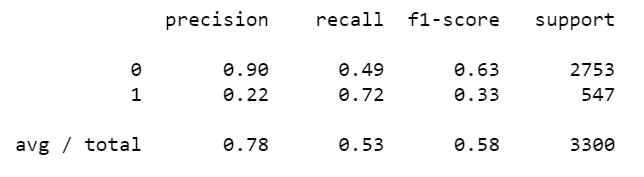 precision recall f1-score support
0 0.90 0.49 0.63 2753
1 0.22 0.72 0.33 547
avg / total 0.78 0.53 0.58 3300